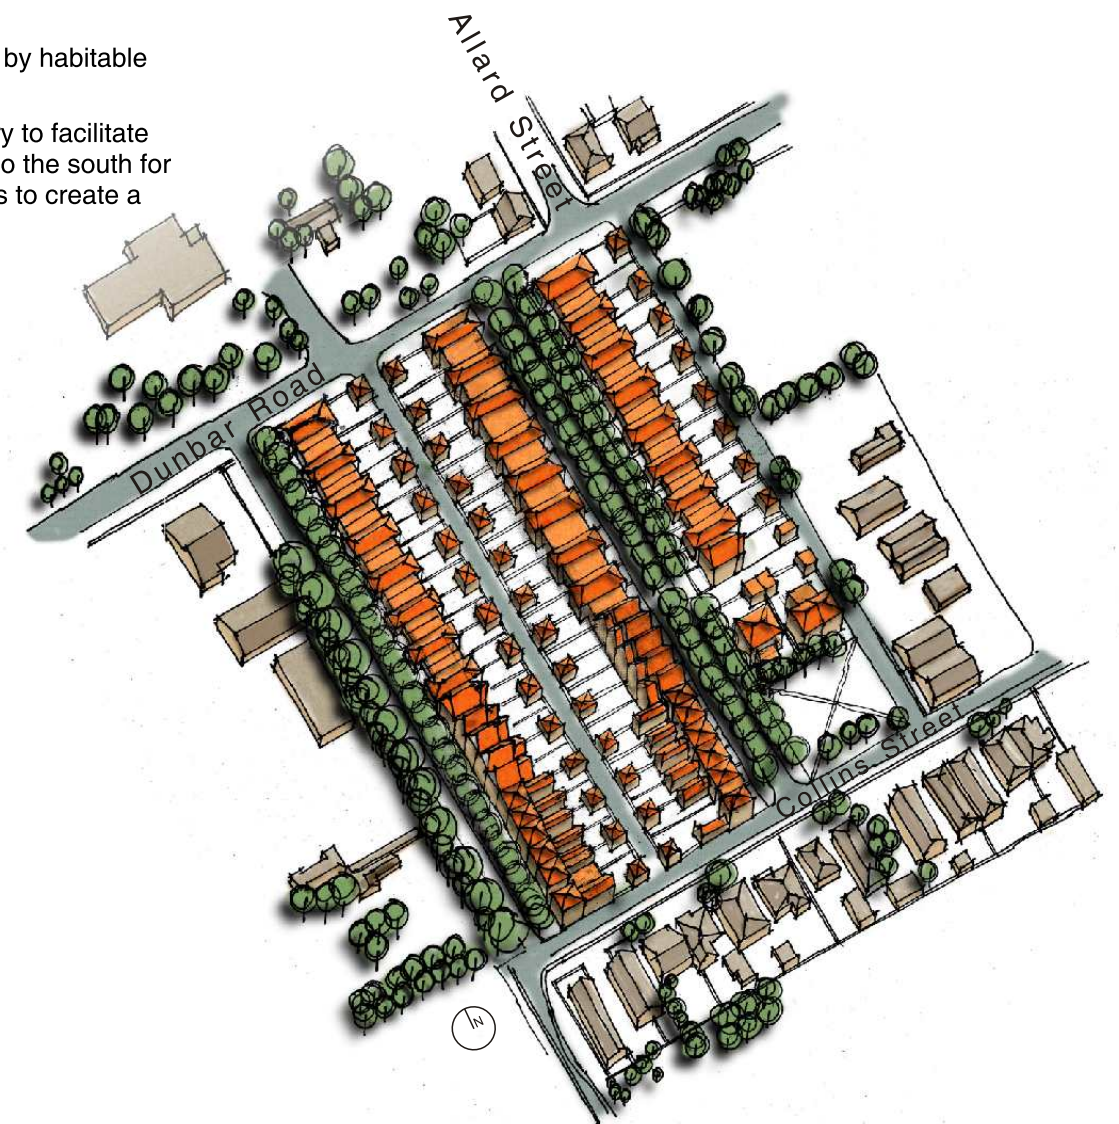 by habitable
y to facilitate
o the south for
s to create a
Allard Street
Dunbar Road
Collins Street
N